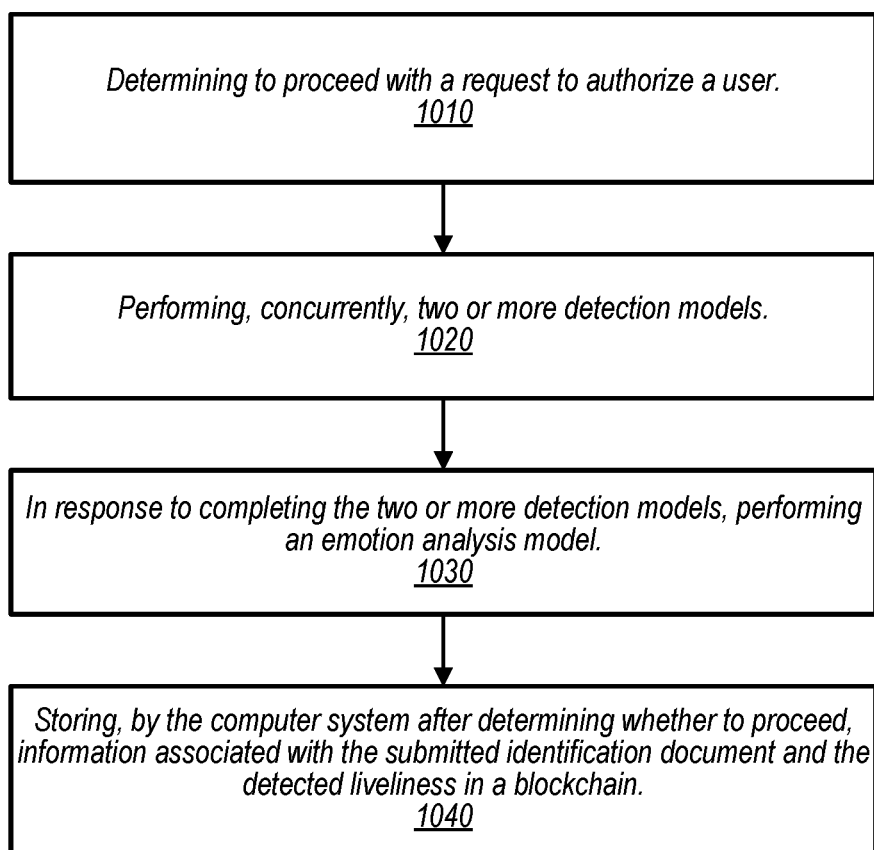 Determining to proceed with a request to authorize a user.
1010
Performing, concurrently, two or more detection models.
1020
In response to completing the two or more detection models, performing
an emotion analysis model.
1030
Storing, by the computer system after determining whether to proceed,
information associated with the submitted identification document and the
detected liveliness in a blockchain.
1040